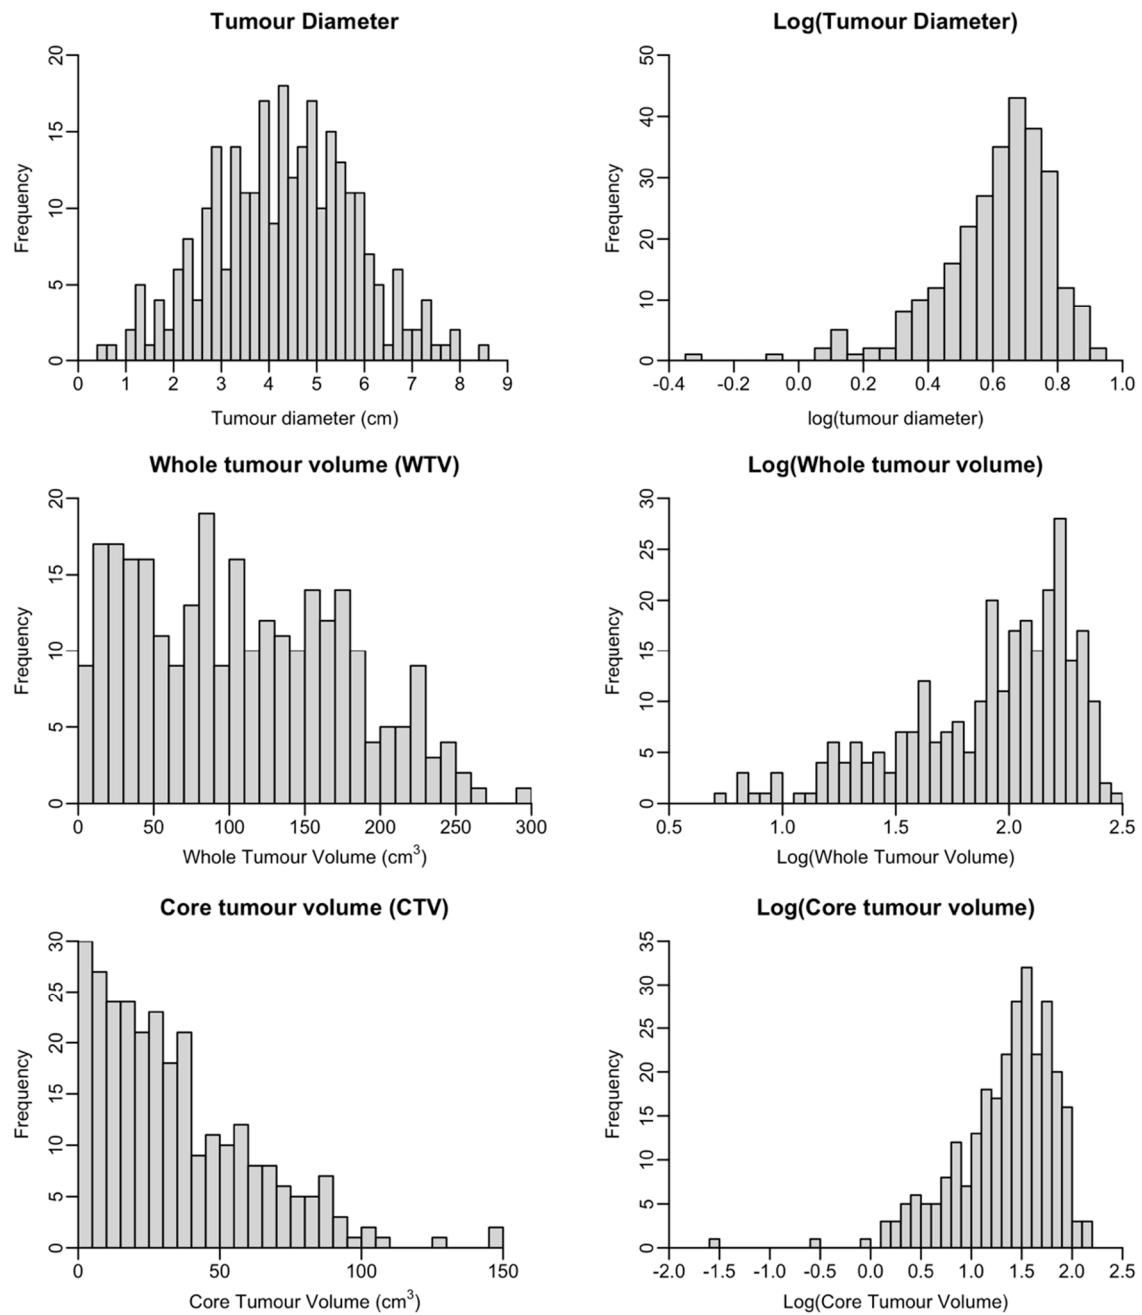 Tumour Diameter
Frequency
0 5 10 15 20
0 1 2 3 4 5 6 7 8 9
Tumour diameter (cm)
Log(Tumour Diameter)
Frequency
0 10 20 30 40 50
-0.4 -0.2 0.0 0.2 0.4 0.6 0.8 1.0
log(tumour diameter)
Whole tumour volume (WTV)
Frequency
0 5 10 15 20
0 50 100 150 200 250 300
Whole Tumour Volume (cm³)
Log(Whole tumour volume)
Frequency
0 5 10 15 20 25 30
0.5 1.0 1.5 2.0 2.5
Log(Whole Tumour Volume)
Core tumour volume (CTV)
Frequency
0 5 10 15 20 25 30
0 50 100 150
Core Tumour Volume (cm³)
Log(Core tumour volume)
Frequency
0 5 10 15 20 25 30 35
-2.0 -1.5 -1.0 -0.5 0.0 0.5 1.0 1.5 2.0 2.5
Log(Core Tumour Volume)